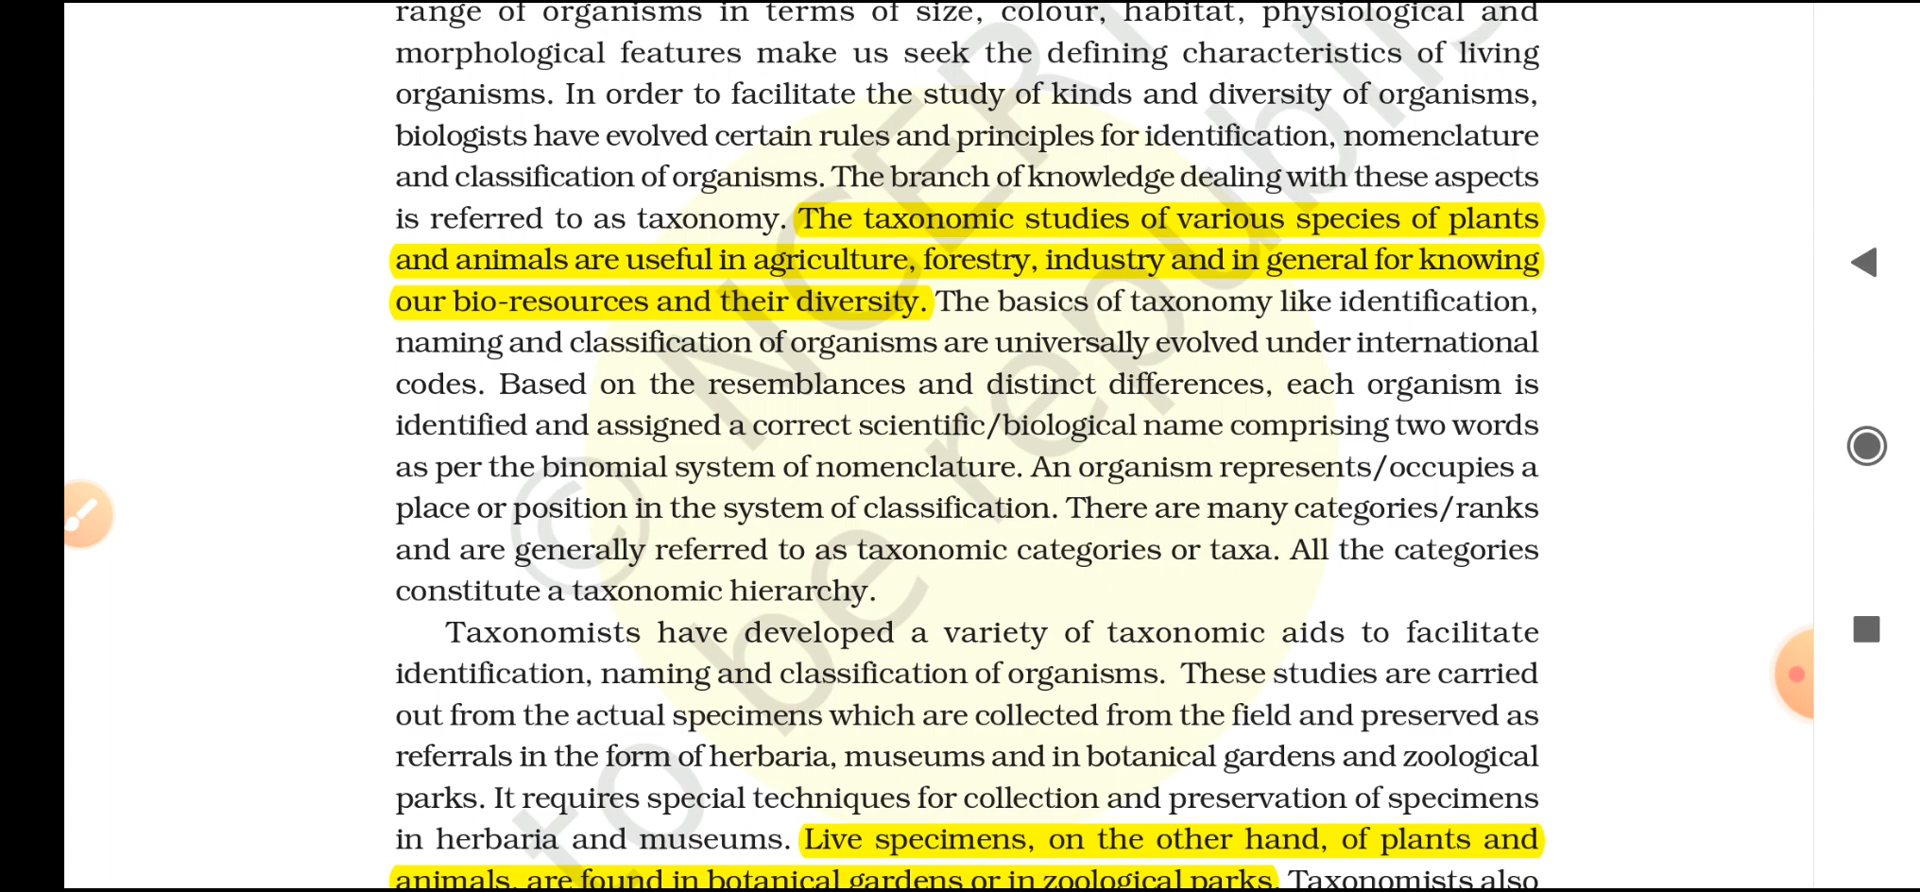 range of organisms in terms of size, colour, habitat, physiological and
morphological features make us seek the defining characteristics of living
organisms. In order to facilitate the study of kinds and diversity of organisms,
biologists have evolved certain rules and principles for identification, nomenclature
and classification of organisms. The branch of knowledge dealing with these aspects
is referred to as taxonomy. The taxonomic studies of various species of plants
and animals are useful in agriculture, forestry, industry and in general for knowing
our bio-resources and their diversity. The basics of taxonomy like identification,
naming and classification of organisms are universally evolved under international
codes. Based on the resemblances and distinct differences, each organism is
identified and assigned a correct scientific/biological name comprising two words
as per the binomial system of nomenclature. An organism represents/occupies a
place or position in the system of classification. There are many categories/ranks
and are generally referred to as taxonomic categories or taxa. All the categories
constitute a taxonomic hierarchy.
Taxonomists have developed a variety of taxonomic aids to facilitate
identification, naming and classification of organisms. These studies are carried
out from the actual specimens which are collected from the field and preserved as
referrals in the form of herbaria, museums and in botanical gardens and zoological
parks. It requires special techniques for collection and preservation of specimens
in herbaria and museums. Live specimens, on the other hand, of plants and
animals, are found in botanical gardens or in zoological parks. Taxonomists also
© NCERT
to be republis